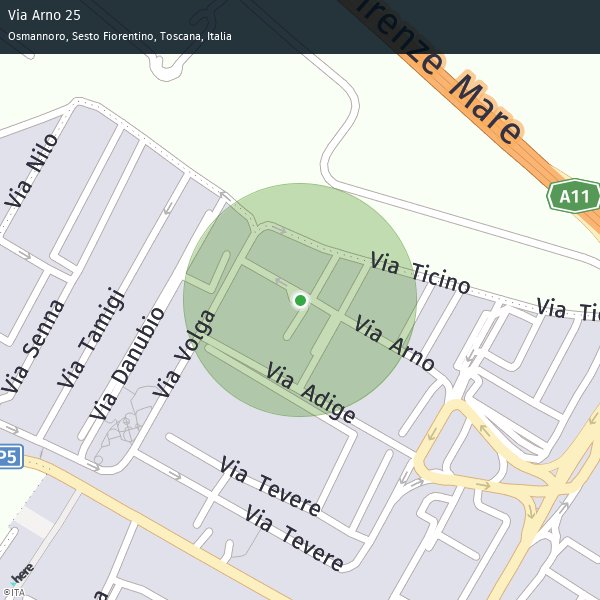 Via Arno 25
Osmannoro, Sesto Fiorentino, Toscana, Italia
irenze Mare
A11
Via Nilo
Via Ticino
Via Tic
Via Senna
Via Tamigi
Via Danubio
Via Volga
Via Arno
Via Adige
P5
Via Tevere
Via Tevere
here
a
©ITA